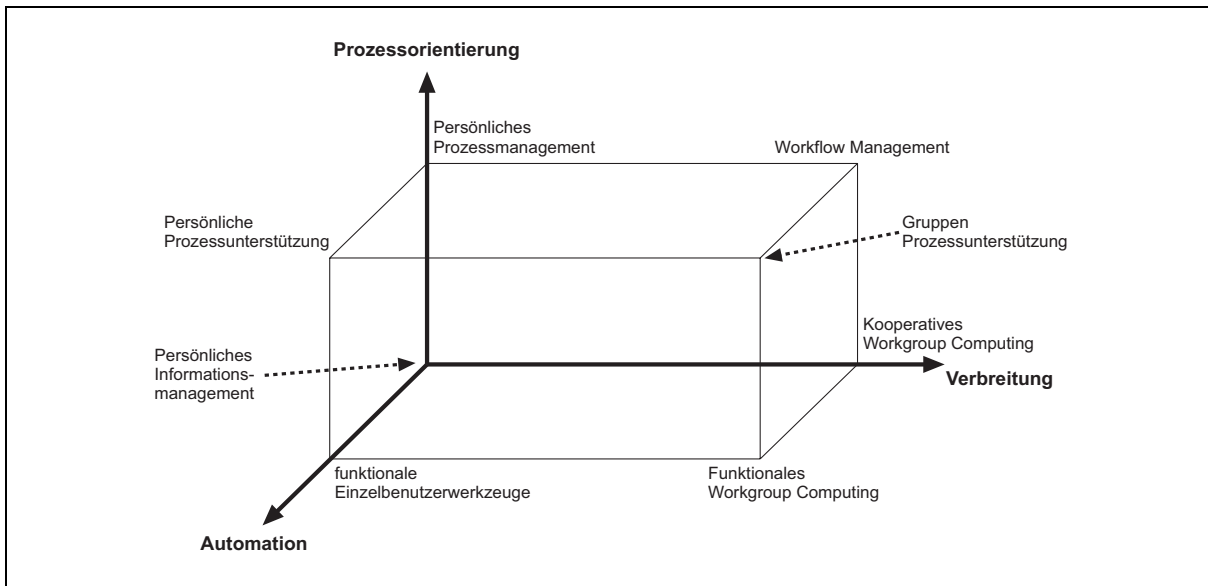 Prozessorientierung
Persönliches
Prozessmanagement
Workflow Management
Persönliche
Prozessunterstützung
Gruppen
Prozessunterstützung
Kooperatives
Workgroup Computing
Persönliches
Informations-
management
Verbreitung
funktionale
Einzelbenutzerwerkzeuge
Funktionales
Workgroup Computing
Automation